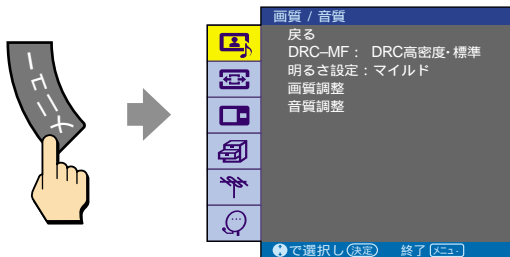 メニュー
画質 / 音質
戻る
DRC–MF： DRC高密度・標準
明るさ設定：マイルド
画質調整
音質調整
で選択し 決定 終了 メニュー